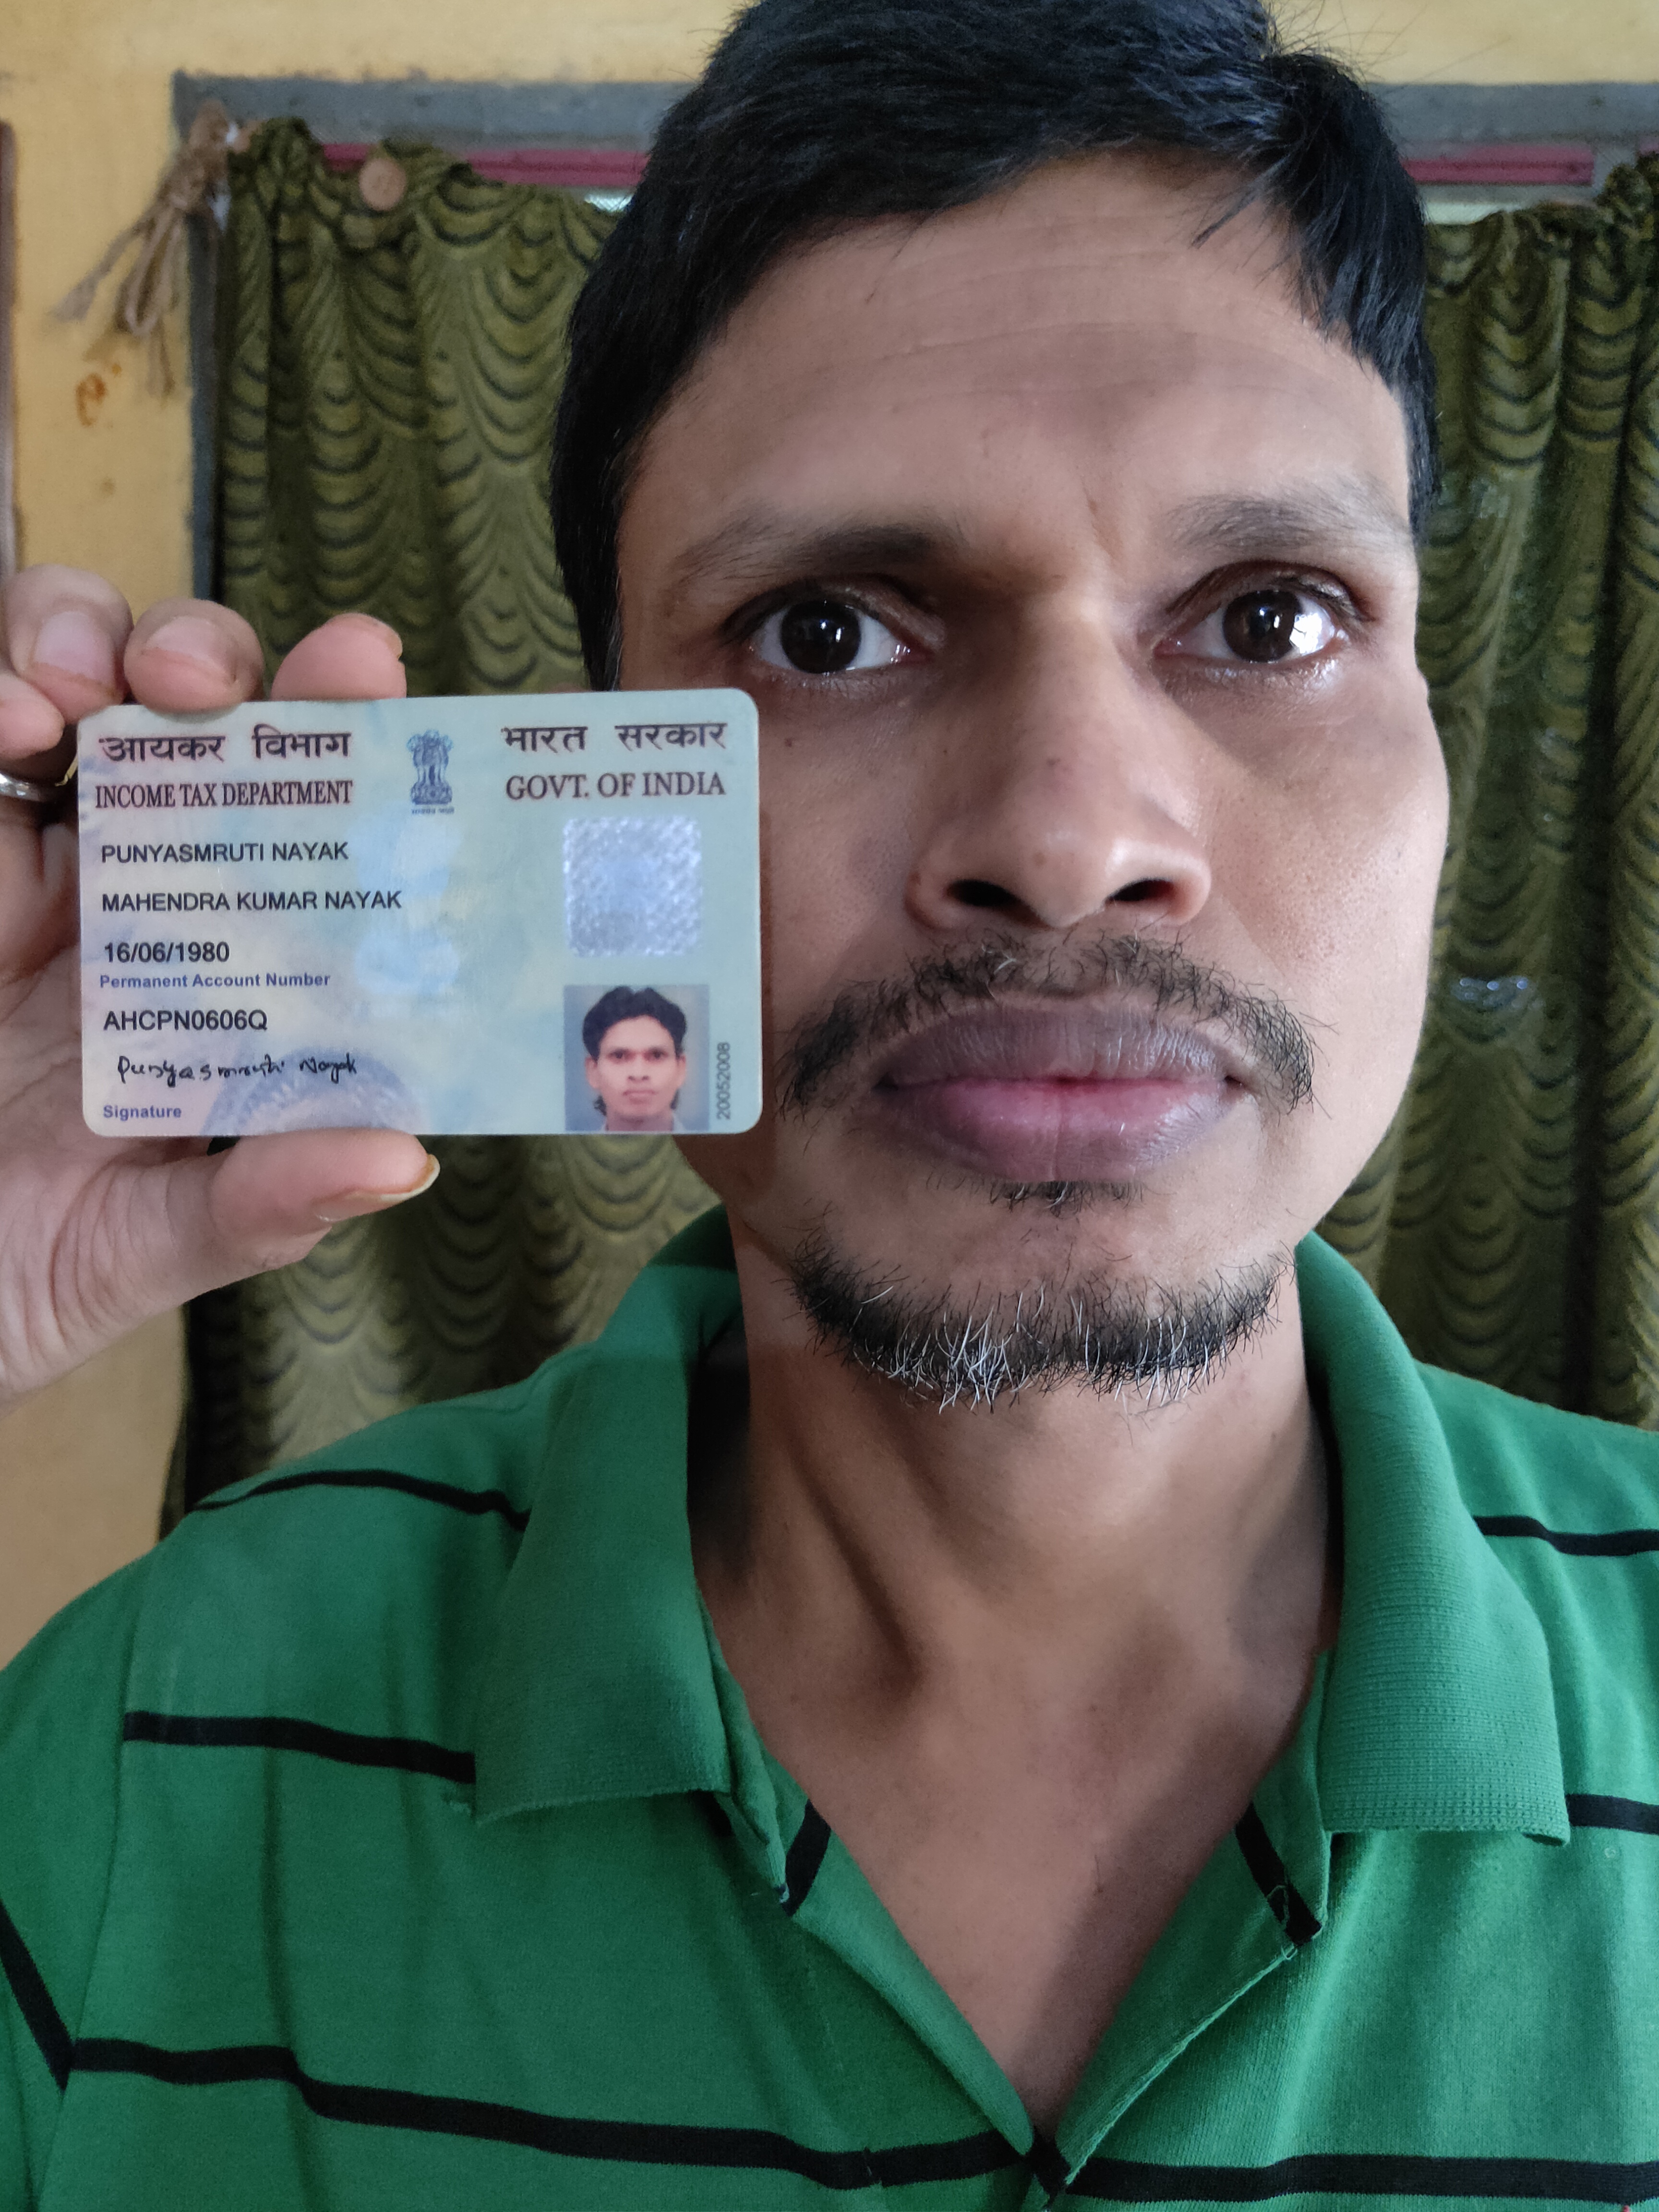 आयकर विभाग
INCOME TAX DEPARTMENT
भारत सरकार
GOVT. OF INDIA
PUNYASMRUTI NAYAK
MAHENDRA KUMAR NAYAK
16/06/1980
Permanent Account Number
AHCPN0606Q
Punyasmruti Nayak
Signature
20052008